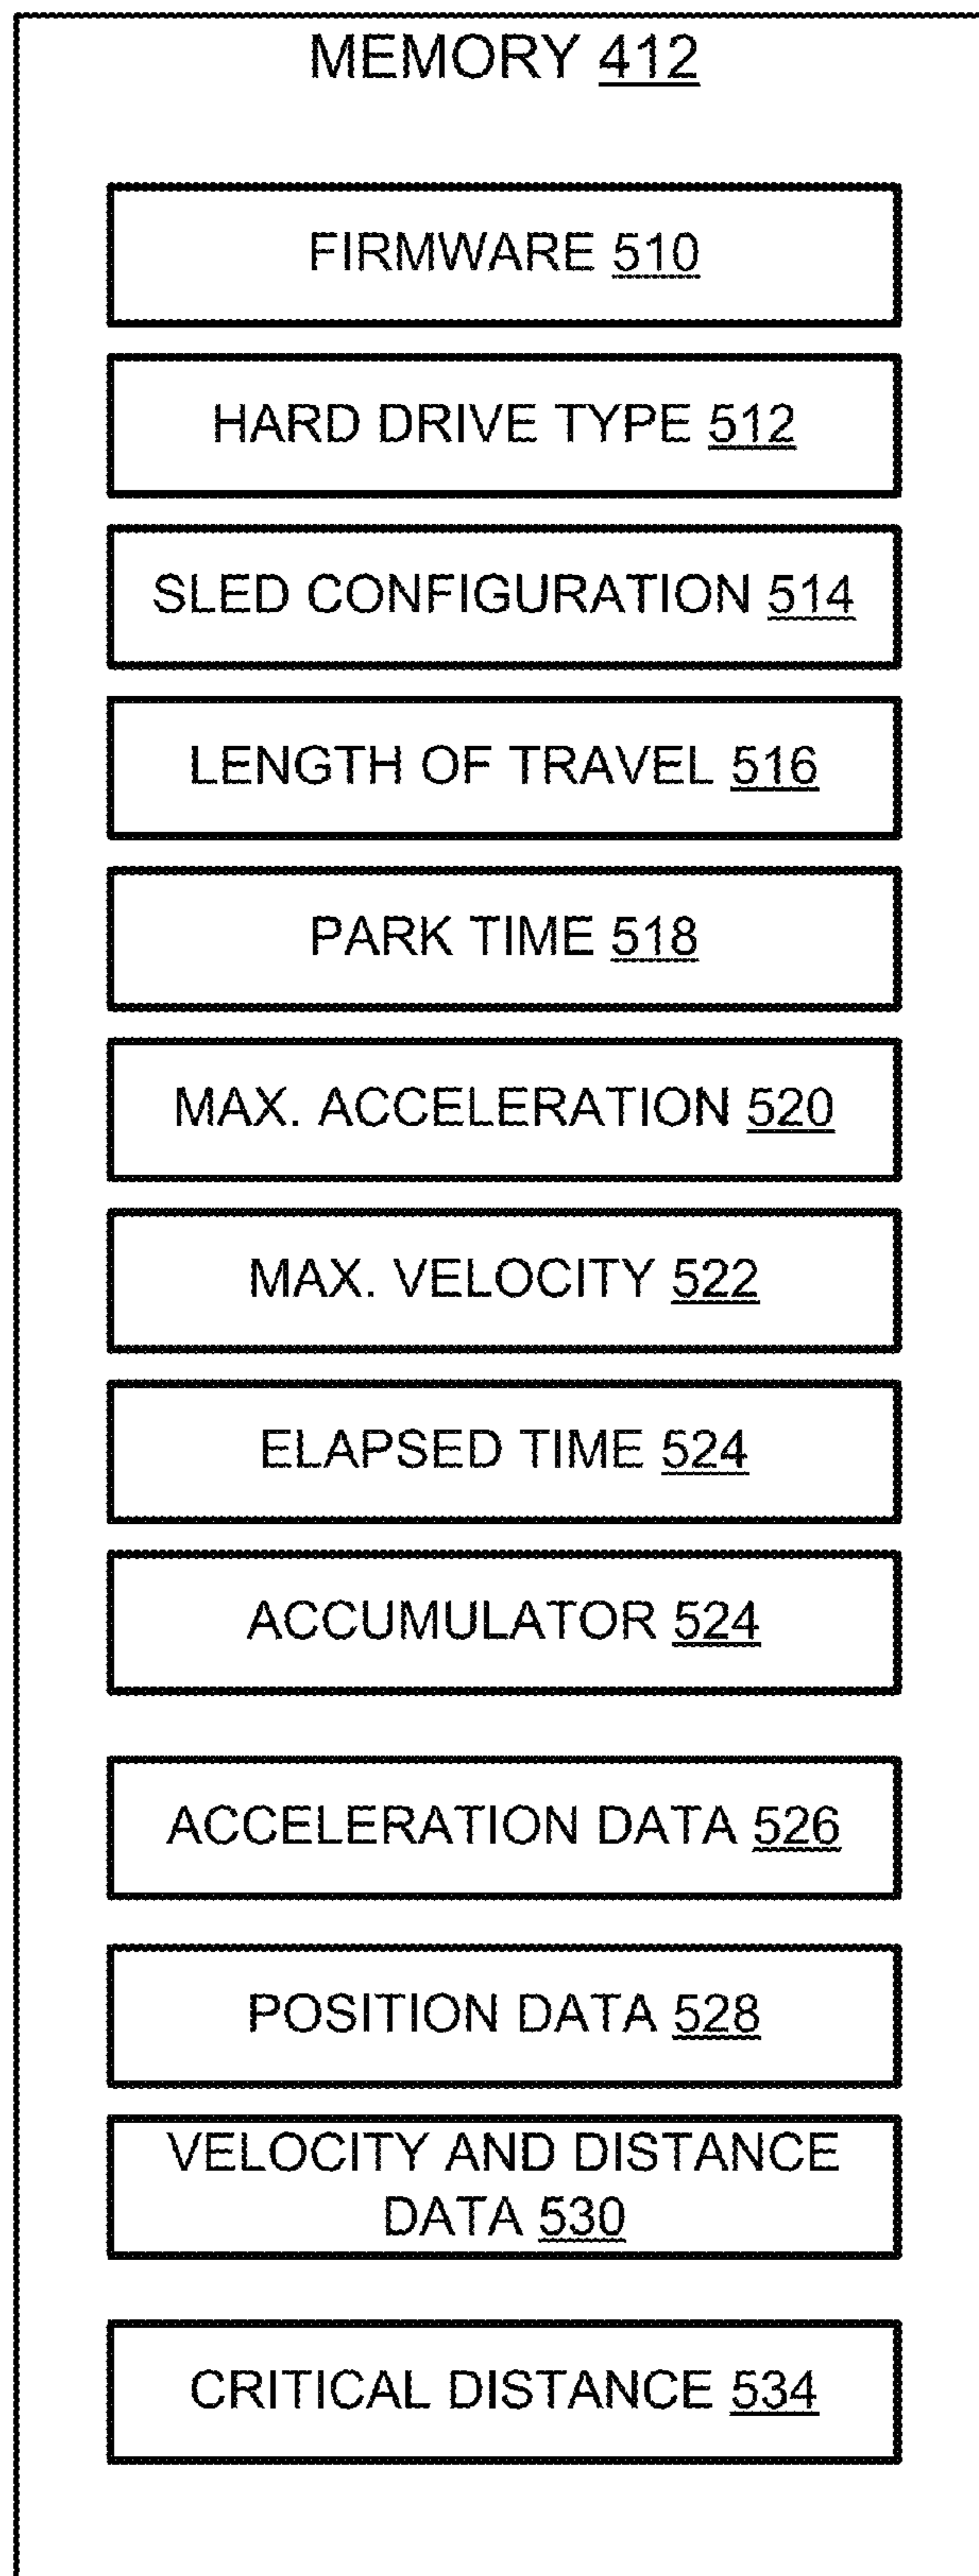 MEMORY 412
FIRMWARE 510
HARD DRIVE TYPE 512
SLED CONFIGURATION 514
LENGTH OF TRAVEL 516
PARK TIME 518
MAX. ACCELERATION 520
MAX. VELOCITY 522
ELAPSED TIME 524
ACCUMULATOR 524
ACCELERATION DATA 526
POSITION DATA 528
VELOCITY AND DISTANCE
DATA 530
CRITICAL DISTANCE 534